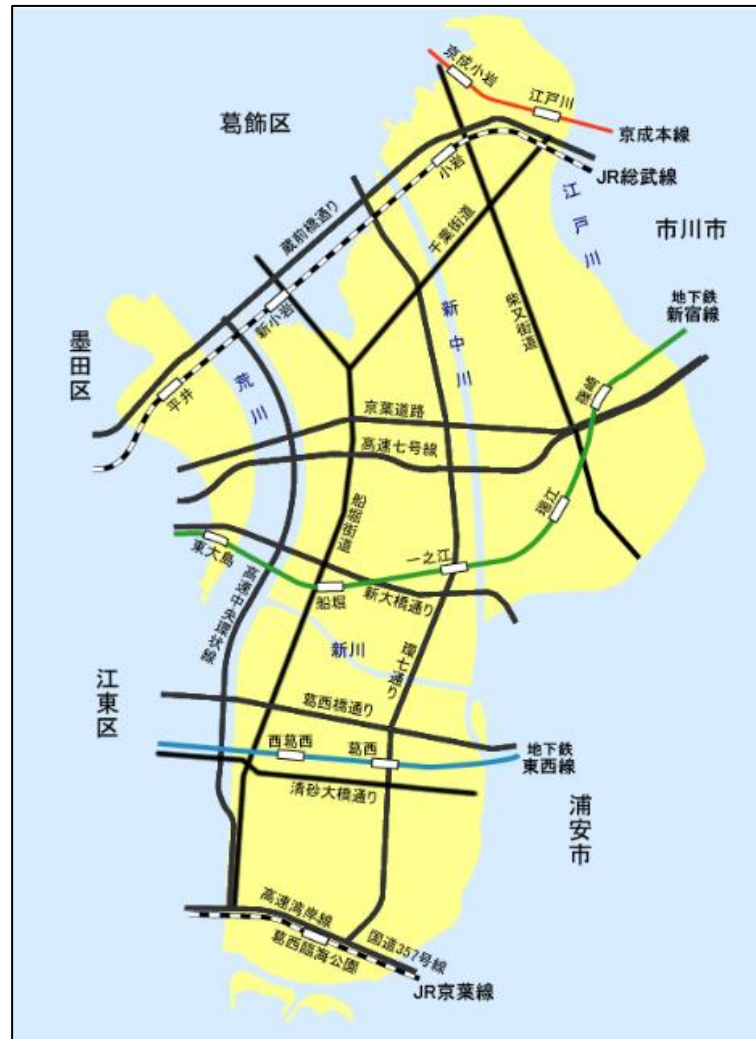 京成小岩
江戸川
京成本線
葛飾区
小岩
JR総武線
江戸川
市川市
蔵前橋通り
千葉街道
新小岩
新中川
柴又街道
地下鉄
新宿線
墨田区
平井
荒川
篠崎
京葉道路
高速七号線
瑞江
船堀街道
一之江
東大島
船堀
新大橋通り
高速中央環状線
新川
環七通り
江東区
葛西橋通り
西葛西
葛西
地下鉄
東西線
清砂大橋通り
浦安市
高速湾岸線
国道357号線
葛西臨海公園
JR京葉線